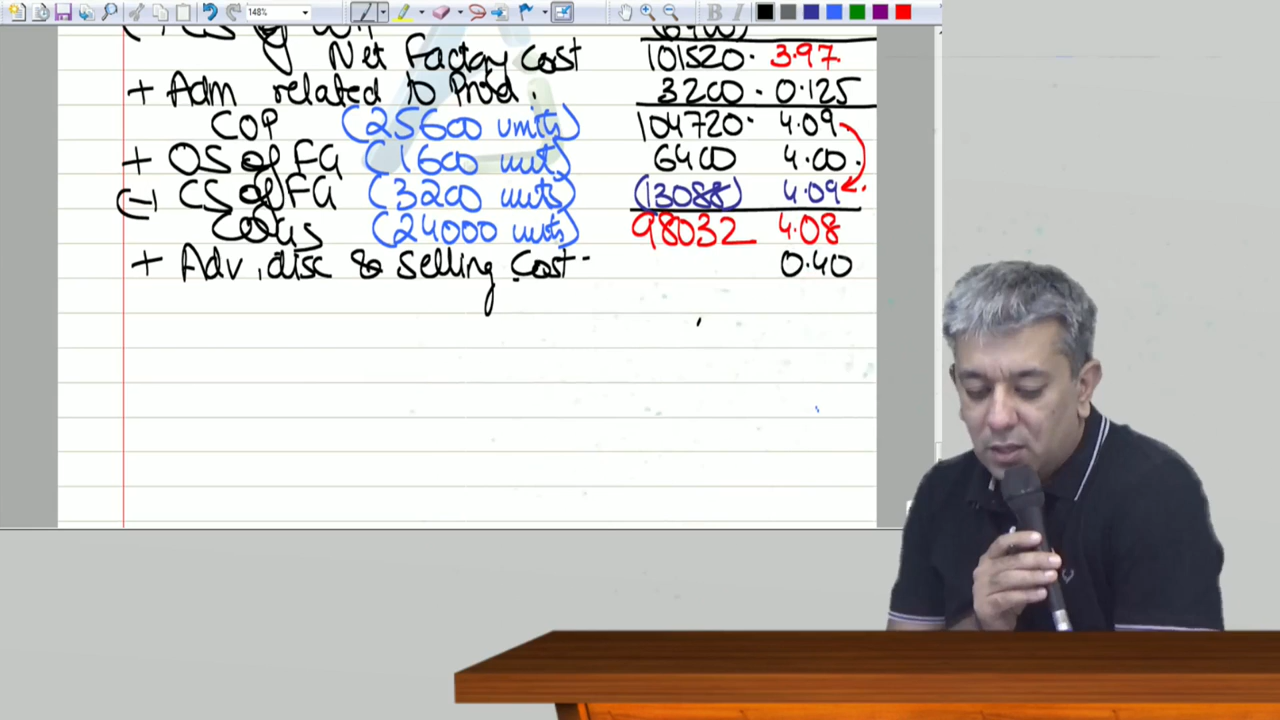 148%
Net Factory cost 101520. 3.97
+ Adm related to Prod. 3200. 0.125
COP (25600 units) 104720. 4.09
+ OS of FG (1600 unit) 6400 4.00.
(-) CS of FG (3200 units) (13088) 4.09
COGS (24000 units) 98032 4.08
+ Adv, disc & selling cost - 0.40